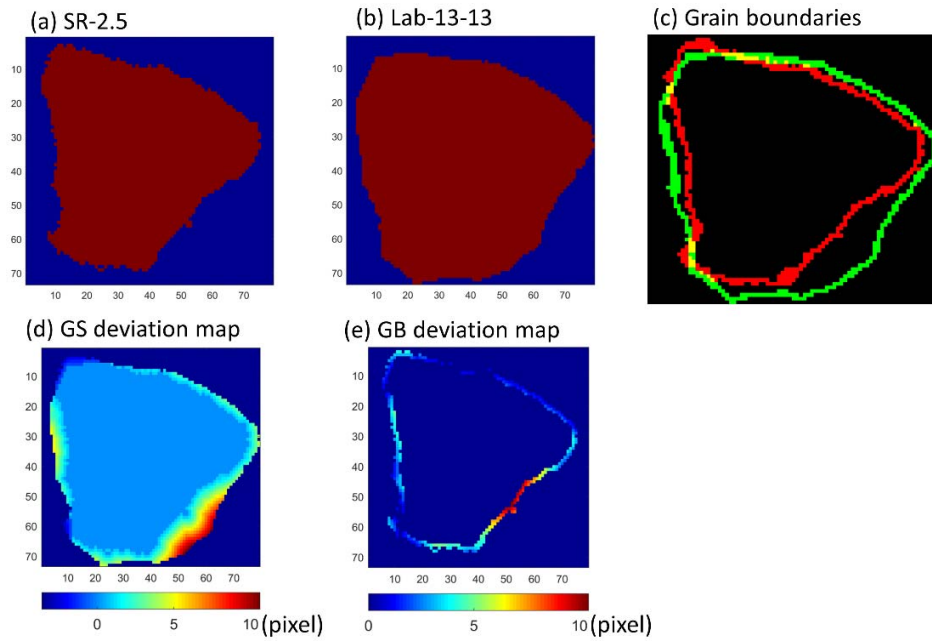 (a) SR-2.5
(b) Lab-13-13
(c) Grain boundaries
10
20
30
40
50
60
70
10 20 30 40 50 60 70
10
20
30
40
50
60
70
10 20 30 40 50 60 70
(d) GS deviation map
(e) GB deviation map
10
20
30
40
50
60
70
10 20 30 40 50 60 70
10
20
30
40
50
60
70
10 20 30 40 50 60 70
0 5 10 (pixel)
0 5 10 (pixel)